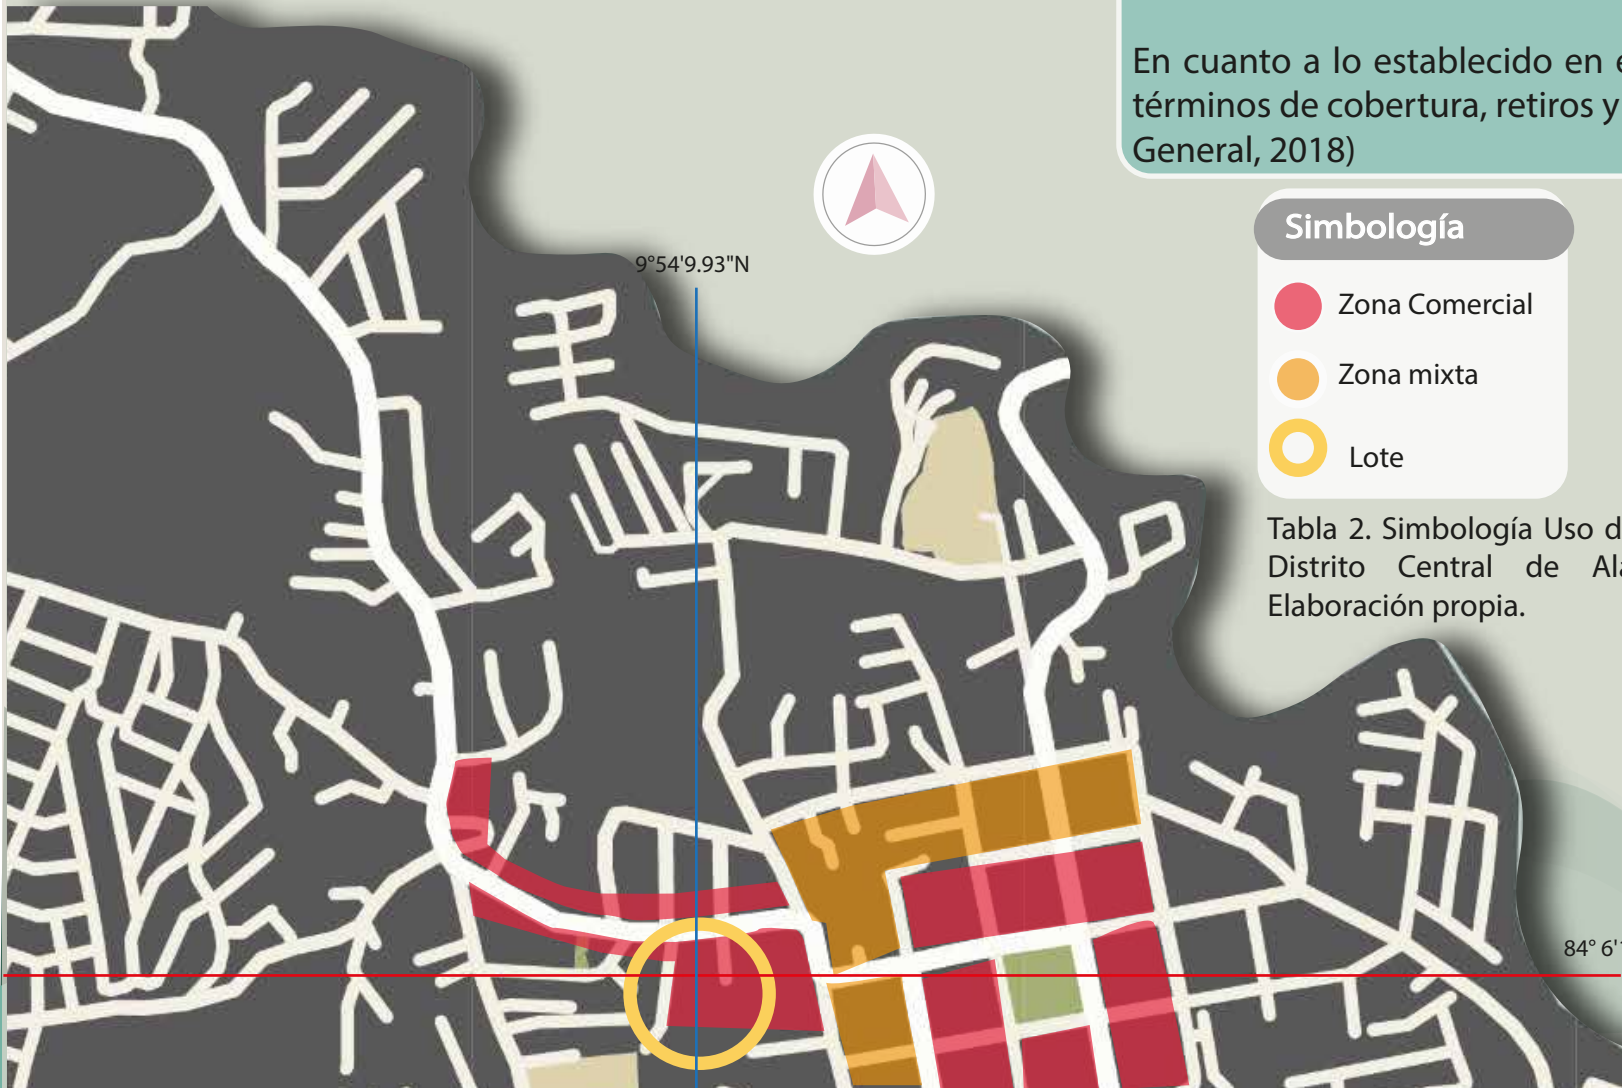 En cuanto a lo establecido en
términos de cobertura, retiros y
General, 2018)
Simbología
Zona Comercial
Zona mixta
Lote
Tabla 2. Simbología Uso
Distrito Central de
Elaboración propia.
9°54'9.93"N
84° 6'